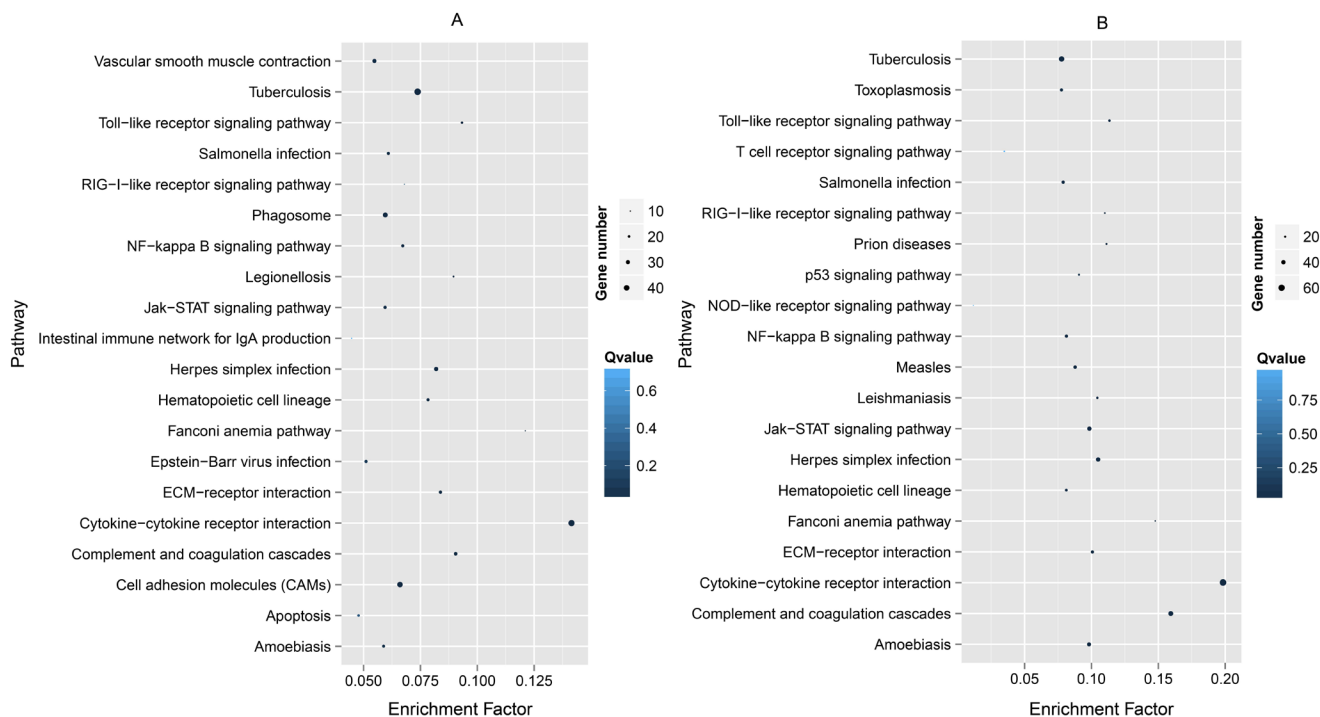 A
Vascular smooth muscle contraction
Tuberculosis
Toll−like receptor signaling pathway
Salmonella infection
RIG−I−like receptor signaling pathway
Phagosome
NF−kappa B signaling pathway
Legionellosis
Jak−STAT signaling pathway
Intestinal immune network for IgA production
Herpes simplex infection
Hematopoietic cell lineage
Fanconi anemia pathway
Epstein−Barr virus infection
ECM−receptor interaction
Cytokine−cytokine receptor interaction
Complement and coagulation cascades
Cell adhesion molecules (CAMs)
Apoptosis
Amoebiasis
Pathway
0.050 0.075 0.100 0.125
Enrichment Factor
Gene number
10
20
30
40
Qvalue
0.6
0.4
0.2
B
Tuberculosis
Toxoplasmosis
Toll−like receptor signaling pathway
T cell receptor signaling pathway
Salmonella infection
RIG−I−like receptor signaling pathway
Prion diseases
p53 signaling pathway
NOD−like receptor signaling pathway
NF−kappa B signaling pathway
Measles
Leishmaniasis
Jak−STAT signaling pathway
Herpes simplex infection
Hematopoietic cell lineage
Fanconi anemia pathway
ECM−receptor interaction
Cytokine−cytokine receptor interaction
Complement and coagulation cascades
Amoebiasis
Pathway
0.05 0.10 0.15 0.20
Enrichment Factor
Gene number
20
40
60
Qvalue
0.75
0.50
0.25